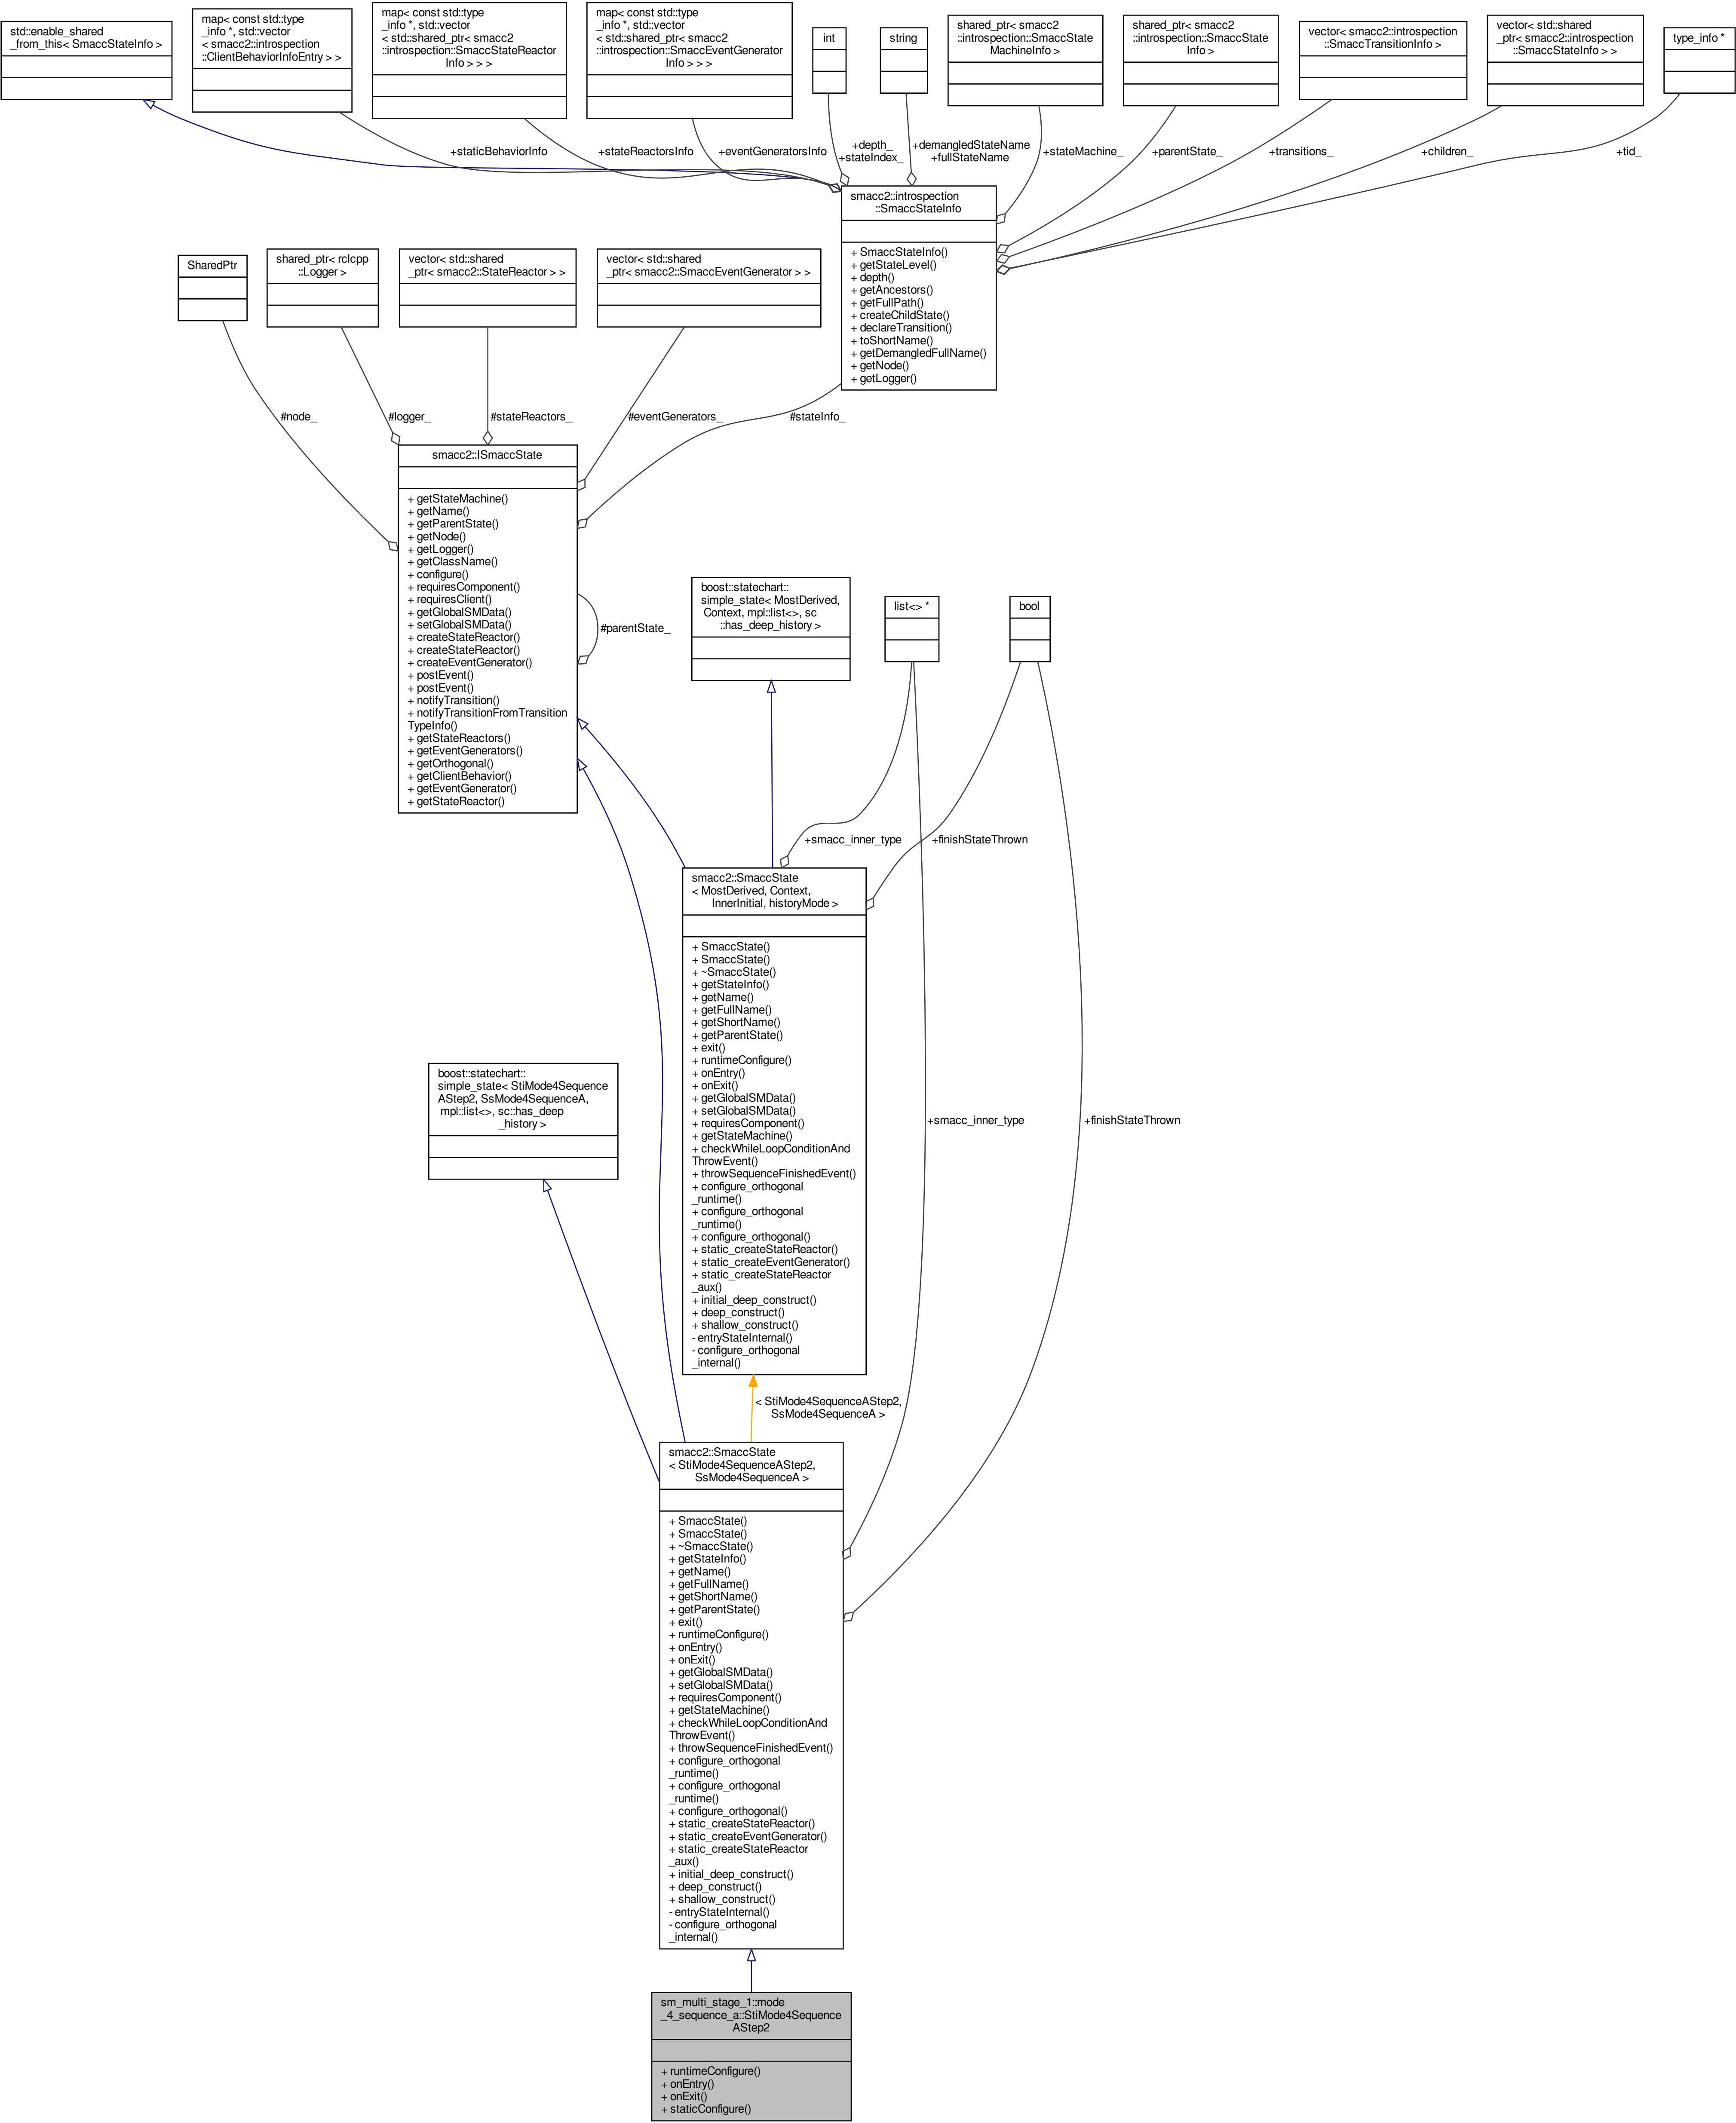 std::enable_shared
_from_this< SmaccStateInfo >
map< const std::type
_info *, std::vector
< smacc2::introspection
::ClientBehaviorInfoEntry > >
map< const std::type
_info *, std::vector
< std::shared_ptr< smacc2
::introspection::SmaccStateReactor
Info > > >
map< const std::type
_info *, std::vector
< std::shared_ptr< smacc2
::introspection::SmaccEventGenerator
Info > > >
int
string
shared_ptr< smacc2
::introspection::SmaccState
MachineInfo >
shared_ptr< smacc2
::introspection::SmaccState
Info >
vector< smacc2::introspection
::SmaccTransitionInfo >
vector< std::shared
_ptr< smacc2::introspection
::SmaccStateInfo > >
type_info *
+staticBehaviorInfo
+stateReactorsInfo
+eventGeneratorsInfo
+depth_
+stateIndex_
+demangledStateName
+fullStateName
+stateMachine_
+parentState_
+transitions_
+children_
+tid_
smacc2::introspection
::SmaccStateInfo
+ SmaccStateInfo()
+ getStateLevel()
+ depth()
+ getAncestors()
+ getFullPath()
+ createChildState()
+ declareTransition()
+ toShortName()
+ getDemangledFullName()
+ getNode()
+ getLogger()
SharedPtr
shared_ptr< rclcpp
::Logger >
vector< std::shared
_ptr< smacc2::StateReactor > >
vector< std::shared
_ptr< smacc2::SmaccEventGenerator > >
#node_
#logger_
#stateReactors_
#eventGenerators_
#stateInfo_
smacc2::ISmaccState
+ getStateMachine()
+ getName()
+ getParentState()
+ getNode()
+ getLogger()
+ getClassName()
+ configure()
+ requiresComponent()
+ requiresClient()
+ getGlobalSMData()
+ setGlobalSMData()
+ createStateReactor()
+ createStateReactor()
+ createEventGenerator()
+ postEvent()
+ postEvent()
+ notifyTransition()
+ notifyTransitionFromTransition
TypeInfo()
+ getStateReactors()
+ getEventGenerators()
+ getOrthogonal()
+ getClientBehavior()
+ getEventGenerator()
+ getStateReactor()
#parentState_
boost::statechart::
simple_state< MostDerived,
Context, mpl::list<>, sc
::has_deep_history >
list<> *
bool
+smacc_inner_type
+finishStateThrown
smacc2::SmaccState
< MostDerived, Context,
InnerInitial, historyMode >
+ SmaccState()
+ SmaccState()
+ ~SmaccState()
+ getStateInfo()
+ getName()
+ getFullName()
+ getShortName()
+ getParentState()
+ exit()
+ runtimeConfigure()
+ onEntry()
+ onExit()
+ getGlobalSMData()
+ setGlobalSMData()
+ requiresComponent()
+ getStateMachine()
+ checkWhileLoopConditionAnd
ThrowEvent()
+ throwSequenceFinishedEvent()
+ configure_orthogonal
_runtime()
+ configure_orthogonal
_runtime()
+ configure_orthogonal()
+ static_createStateReactor()
+ static_createEventGenerator()
+ static_createStateReactor
_aux()
+ initial_deep_construct()
+ deep_construct()
+ shallow_construct()
- entryStateInternal()
- configure_orthogonal
_internal()
boost::statechart::
simple_state< StiMode4Sequence
AStep2, SsMode4SequenceA,
mpl::list<>, sc::has_deep
_history >
+smacc_inner_type
+finishStateThrown
< StiMode4SequenceAStep2,
SsMode4SequenceA >
smacc2::SmaccState
< StiMode4SequenceAStep2,
SsMode4SequenceA >
+ SmaccState()
+ SmaccState()
+ ~SmaccState()
+ getStateInfo()
+ getName()
+ getFullName()
+ getShortName()
+ getParentState()
+ exit()
+ runtimeConfigure()
+ onEntry()
+ onExit()
+ getGlobalSMData()
+ setGlobalSMData()
+ requiresComponent()
+ getStateMachine()
+ checkWhileLoopConditionAnd
ThrowEvent()
+ throwSequenceFinishedEvent()
+ configure_orthogonal
_runtime()
+ configure_orthogonal
_runtime()
+ configure_orthogonal()
+ static_createStateReactor()
+ static_createEventGenerator()
+ static_createStateReactor
_aux()
+ initial_deep_construct()
+ deep_construct()
+ shallow_construct()
- entryStateInternal()
- configure_orthogonal
_internal()
sm_multi_stage_1::mode
_4_sequence_a::StiMode4Sequence
AStep2
+ runtimeConfigure()
+ onEntry()
+ onExit()
+ staticConfigure()